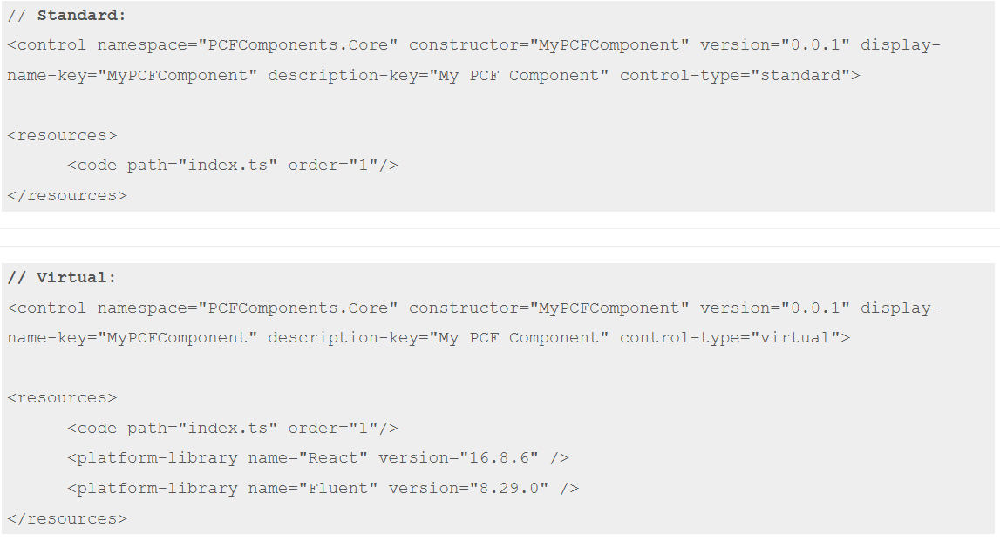 // Standard:
<control namespace="PCFComponents.Core" constructor="MyPCFComponent" version="0.0.1" display-
name-key="MyPCFComponent" description-key="My PCF Component" control-type="standard">
<resources>
<code path="index.ts" order="1"/>
</resources>
// Virtual:
<control namespace="PCFComponents.Core" constructor="MyPCFComponent" version="0.0.1" display-
name-key="MyPCFComponent" description-key="My PCF Component" control-type="virtual">
<resources>
<code path="index.ts" order="1"/>
<platform-library name="React" version="16.8.6" />
<platform-library name="Fluent" version="8.29.0" />
</resources>